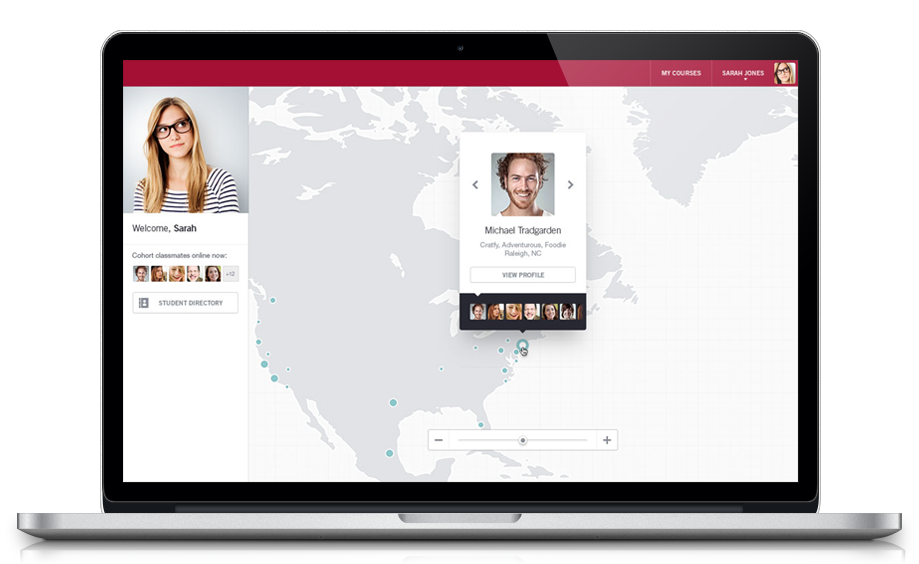 MY COURSES
SARAH JONES
Welcome, Sarah
Cohort classmates online now:
+12
STUDENT DIRECTORY
Michael Tradgarden
Cratfy, Adventurous, Foodie
Raleigh, NC
VIEW PROFILE